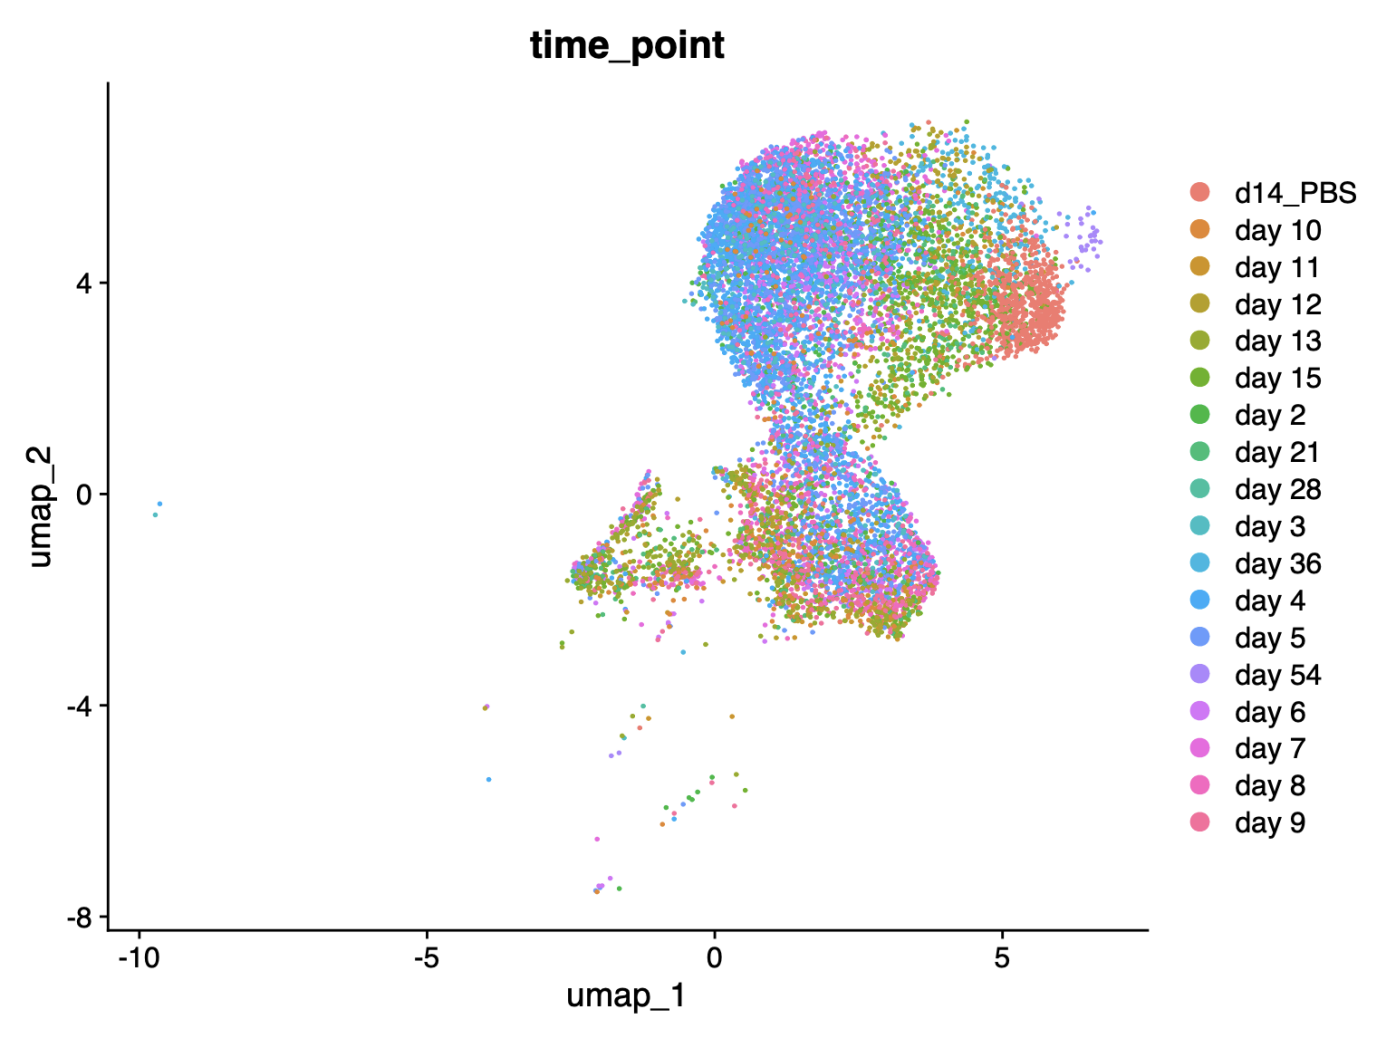 time_point
umap_2
4
0
-4
-8
-10
-5
0
5
umap_1
d14_PBS
day 10
day 11
day 12
day 13
day 15
day 2
day 21
day 28
day 3
day 36
day 4
day 5
day 54
day 6
day 7
day 8
day 9